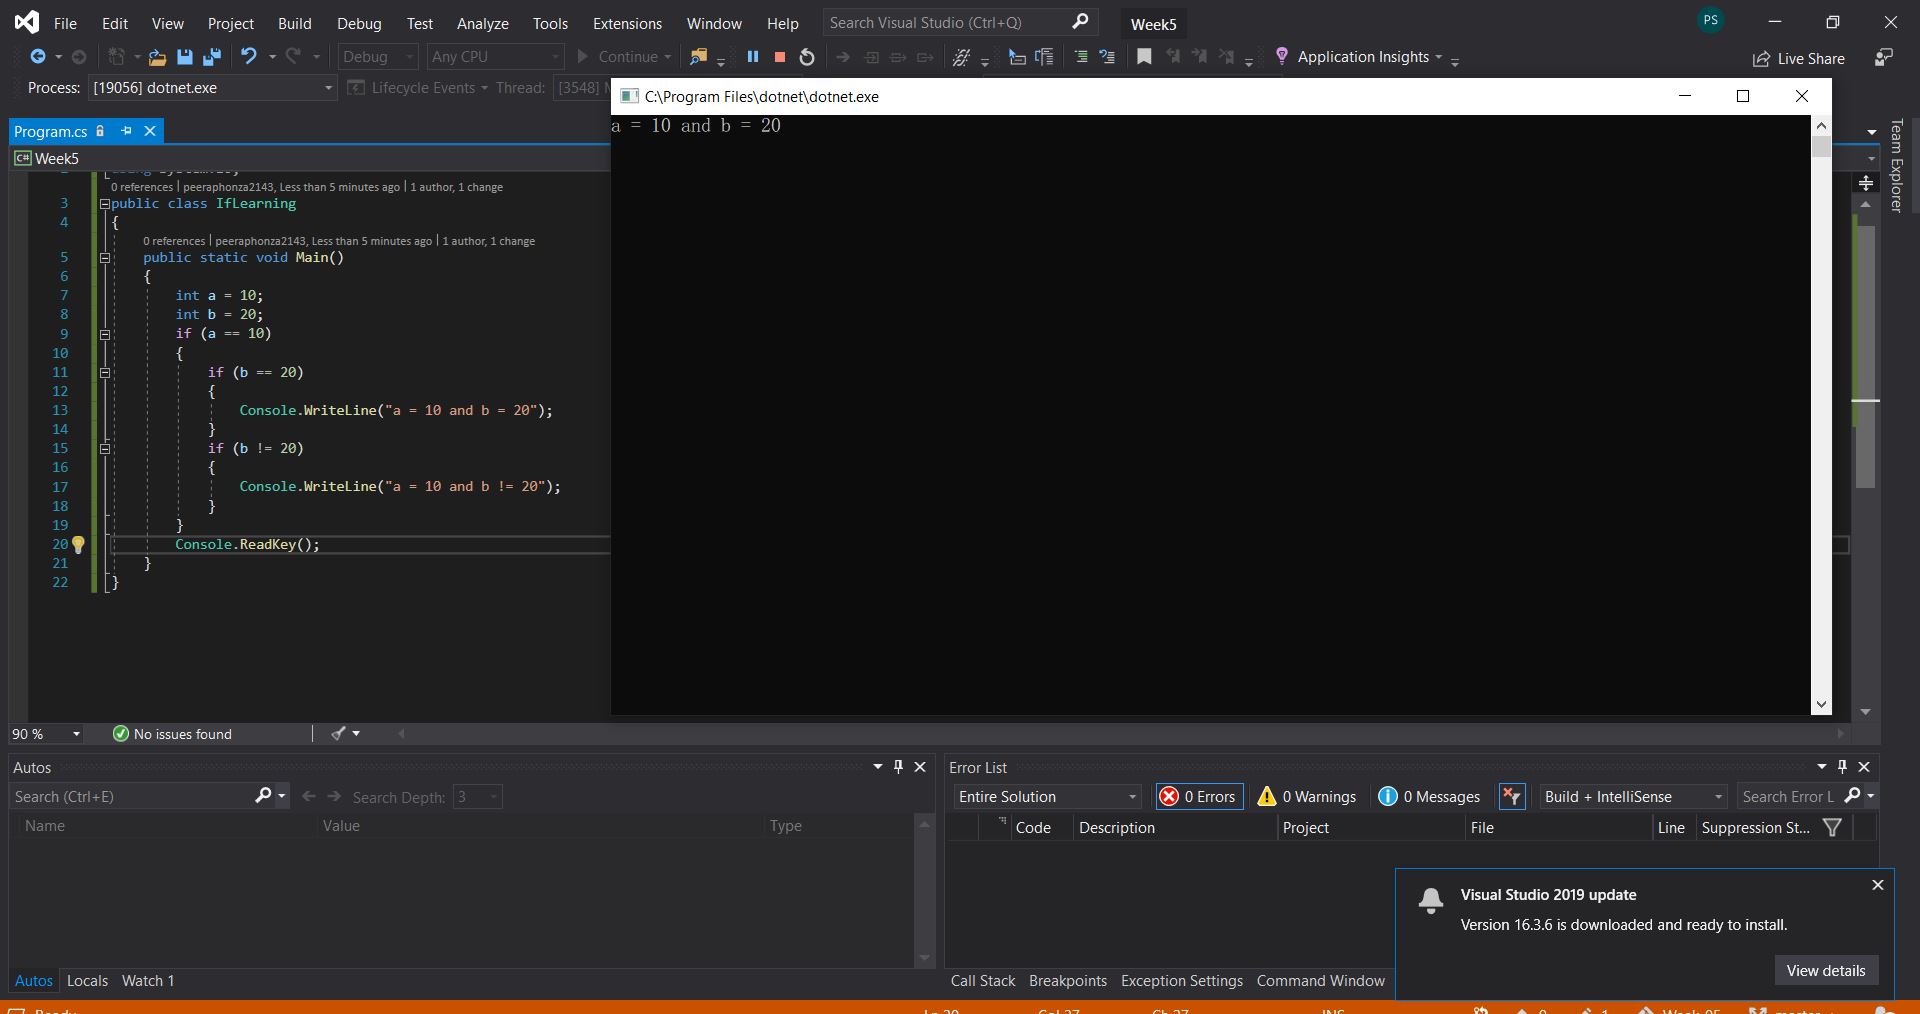 File Edit View Project Build Debug Test Analyze Tools Extensions Window Help Search Visual Studio (Ctrl+Q) Week5 PS
Debug Any CPU Continue Application Insights Live Share
Process: [19056] dotnet.exe Lifecycle Events Thread: [3548]
C:\Program Files\dotnet\dotnet.exe
a = 10 and b = 20
Program.cs
C# Week5
Team Explorer
0 references | peeraphonza2143, Less than 5 minutes ago | 1 author, 1 change
3 public class IfLearning
4 {
0 references | peeraphonza2143, Less than 5 minutes ago | 1 author, 1 change
5 public static void Main()
6 {
7 int a = 10;
8 int b = 20;
9 if (a == 10)
10 {
11 if (b == 20)
12 {
13 Console.WriteLine("a = 10 and b = 20");
14 }
15 if (b != 20)
16 {
17 Console.WriteLine("a = 10 and b != 20");
18 }
19 }
20 Console.ReadKey();
21 }
22 }
90 % No issues found
Autos
Search (Ctrl+E) Search Depth: 3
Name Value Type
Autos Locals Watch 1
Error List
Entire Solution 0 Errors 0 Warnings 0 Messages Build + IntelliSense Search Error L
Code Description Project File Line Suppression St...
Call Stack Breakpoints Exception Settings Command Window
Visual Studio 2019 update
Version 16.3.6 is downloaded and ready to install.
View details